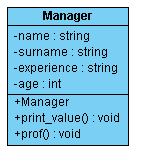 Manager
-name : string
-surname : string
-experience : string
-age : int
+Manager
+print_value() : void
+prof() : void